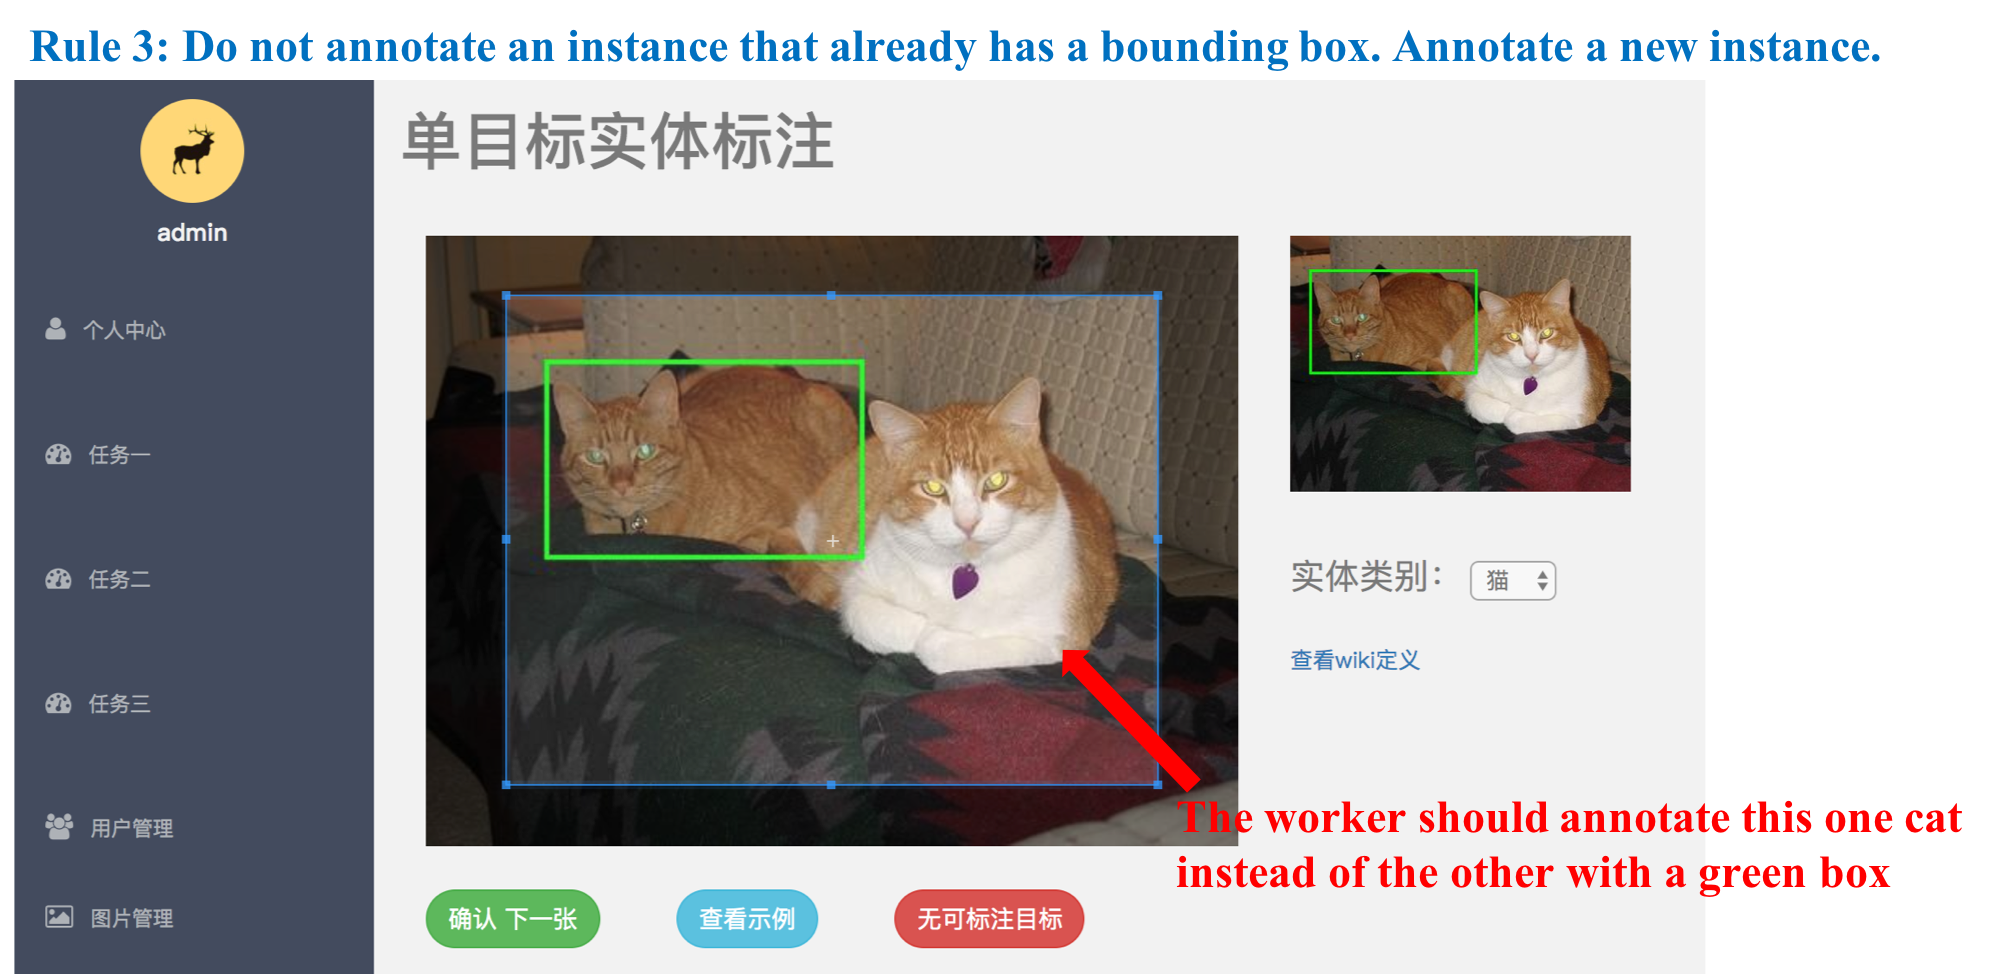 Rule 3: Do not annotate an instance that already has a bounding box. Annotate a new instance.
单目标实体标注
admin
个人中心
任务一
任务二
任务三
用户管理
图片管理
实体类别：
猫
查看wiki定义
The worker should annotate this one cat
instead of the other with a green box
确认 下一张
查看示例
无可标注目标